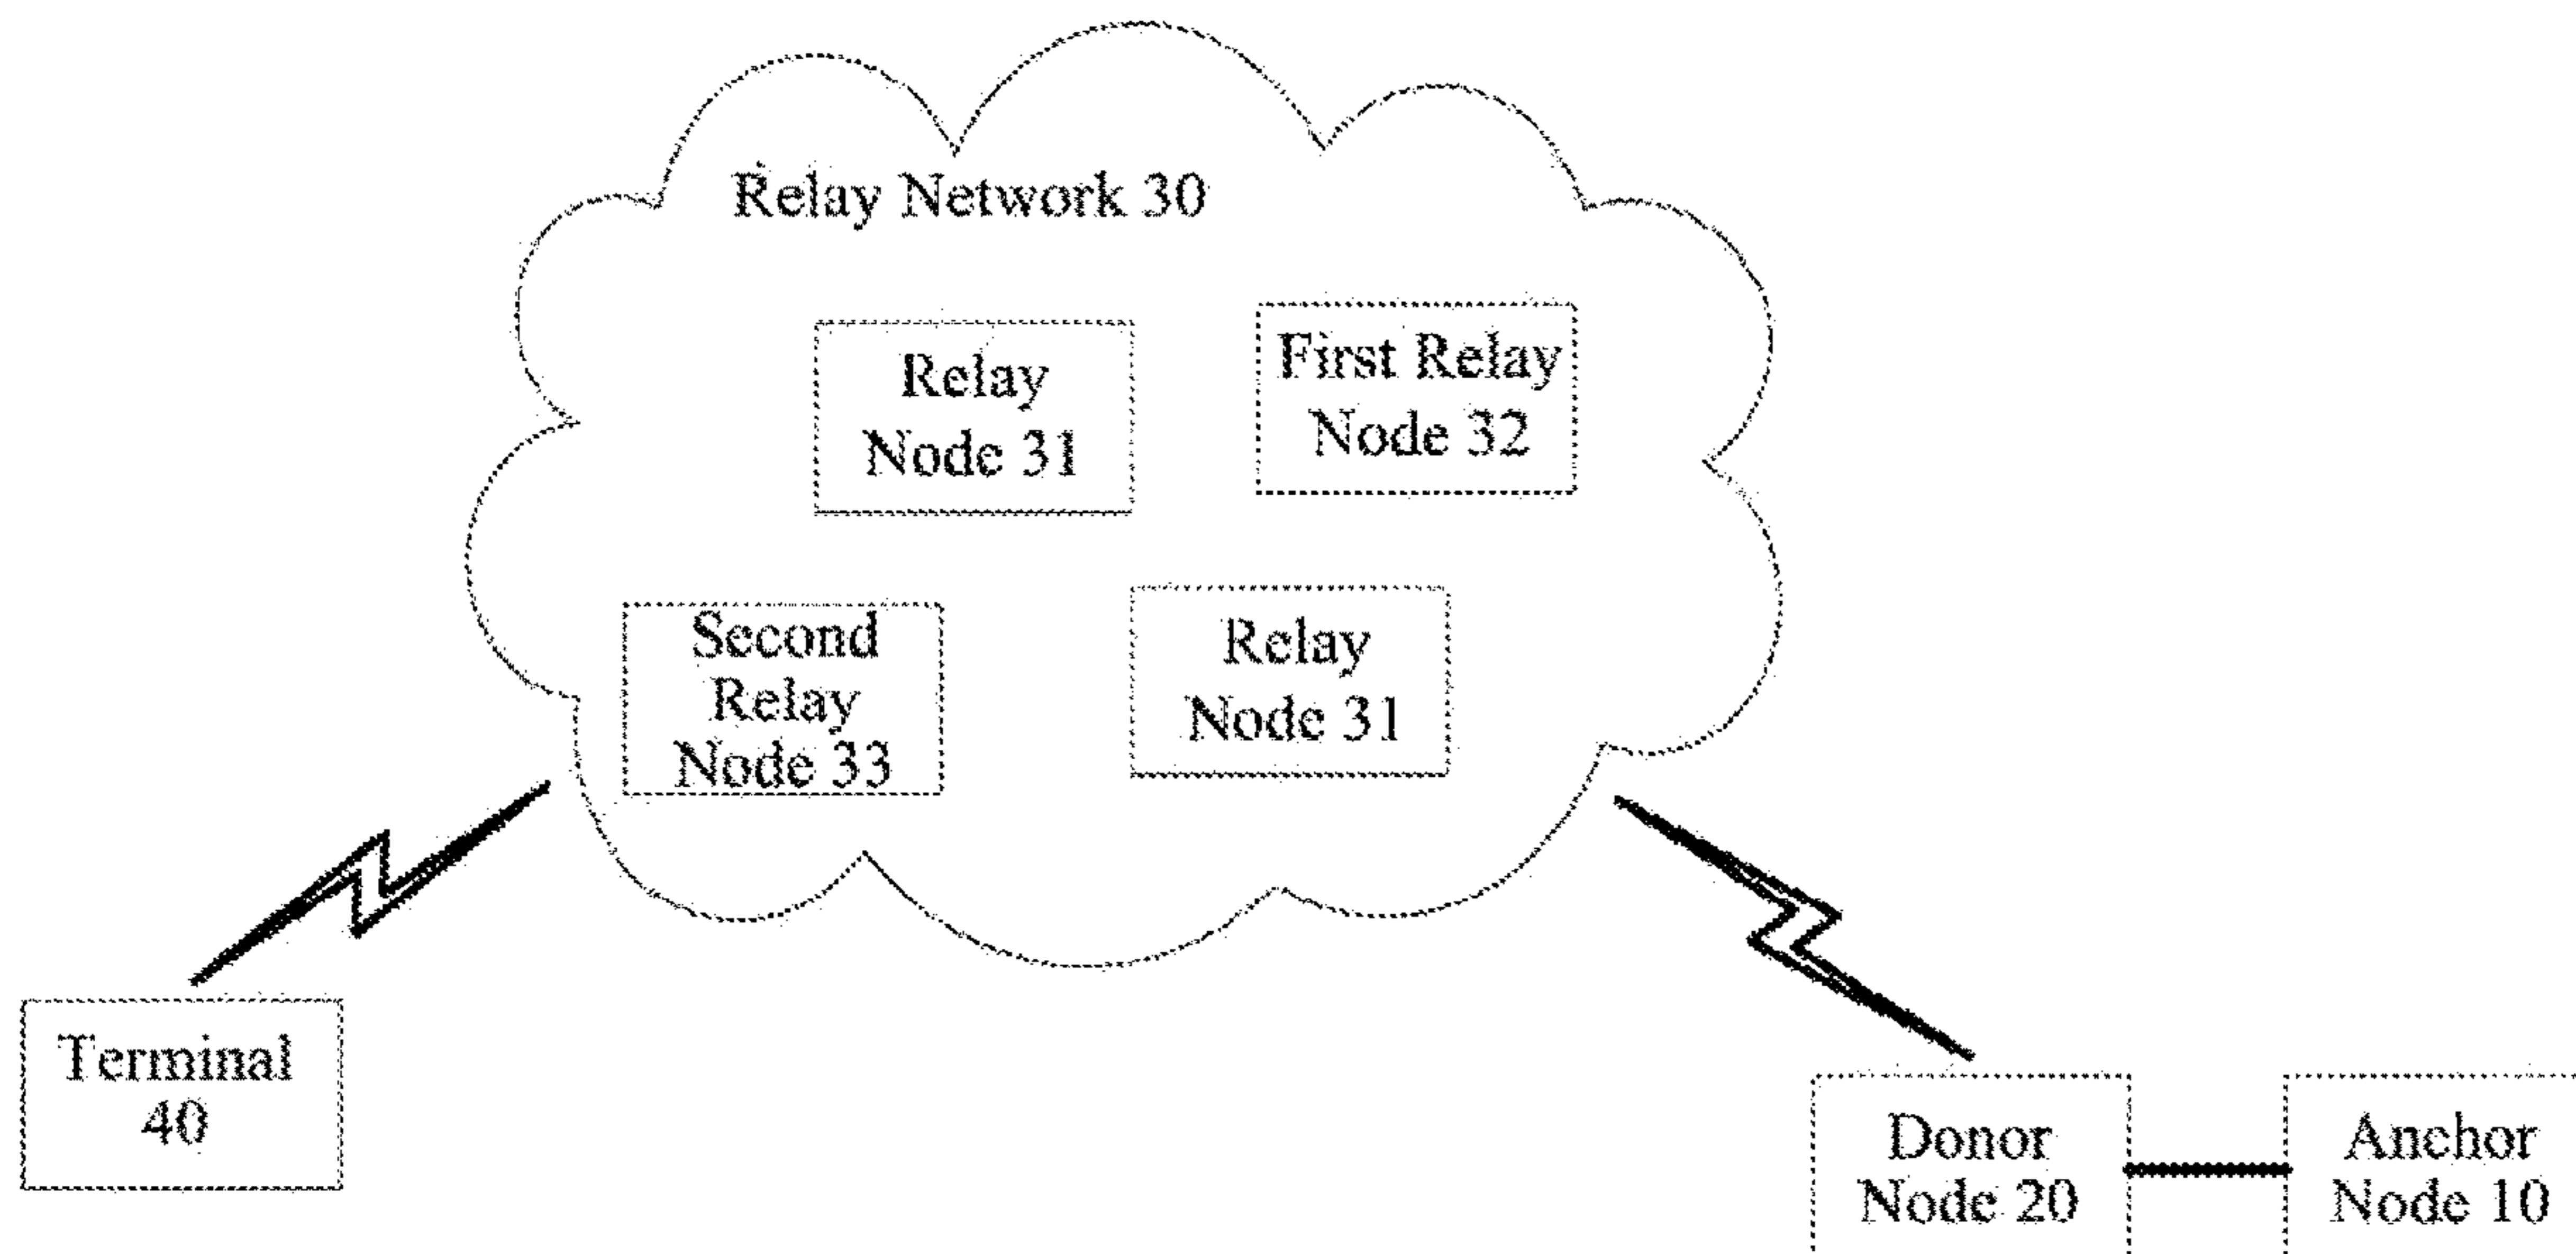 Relay Network 30
Relay
Node 31
First Relay
Node 32
Second
Relay
Node 33
Relay
Node 31
Terminal
40
Donor
Node 20
Anchor
Node 10